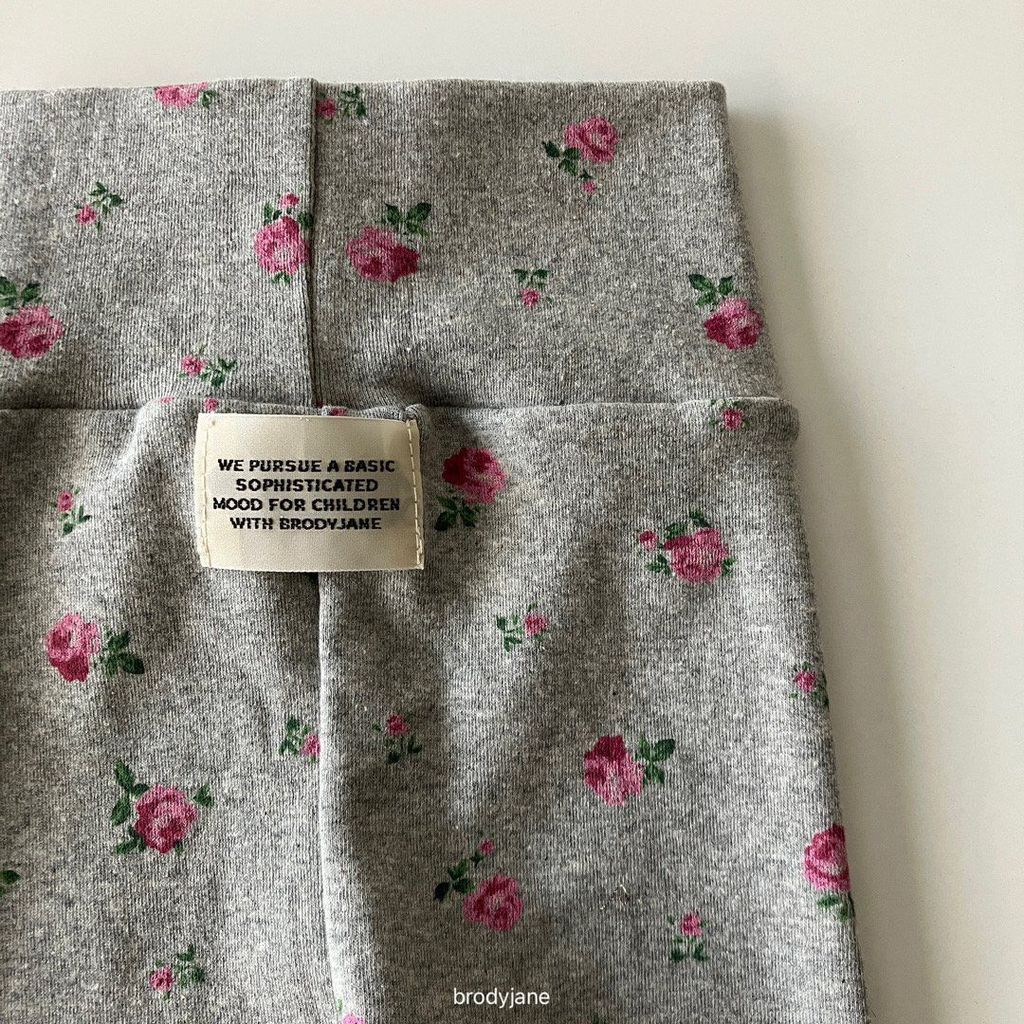 WE PURSUE A BASIC
SOPHISTICATED
MOOD FOR CHILDREN
WITH BRODYJANE
brodyjane